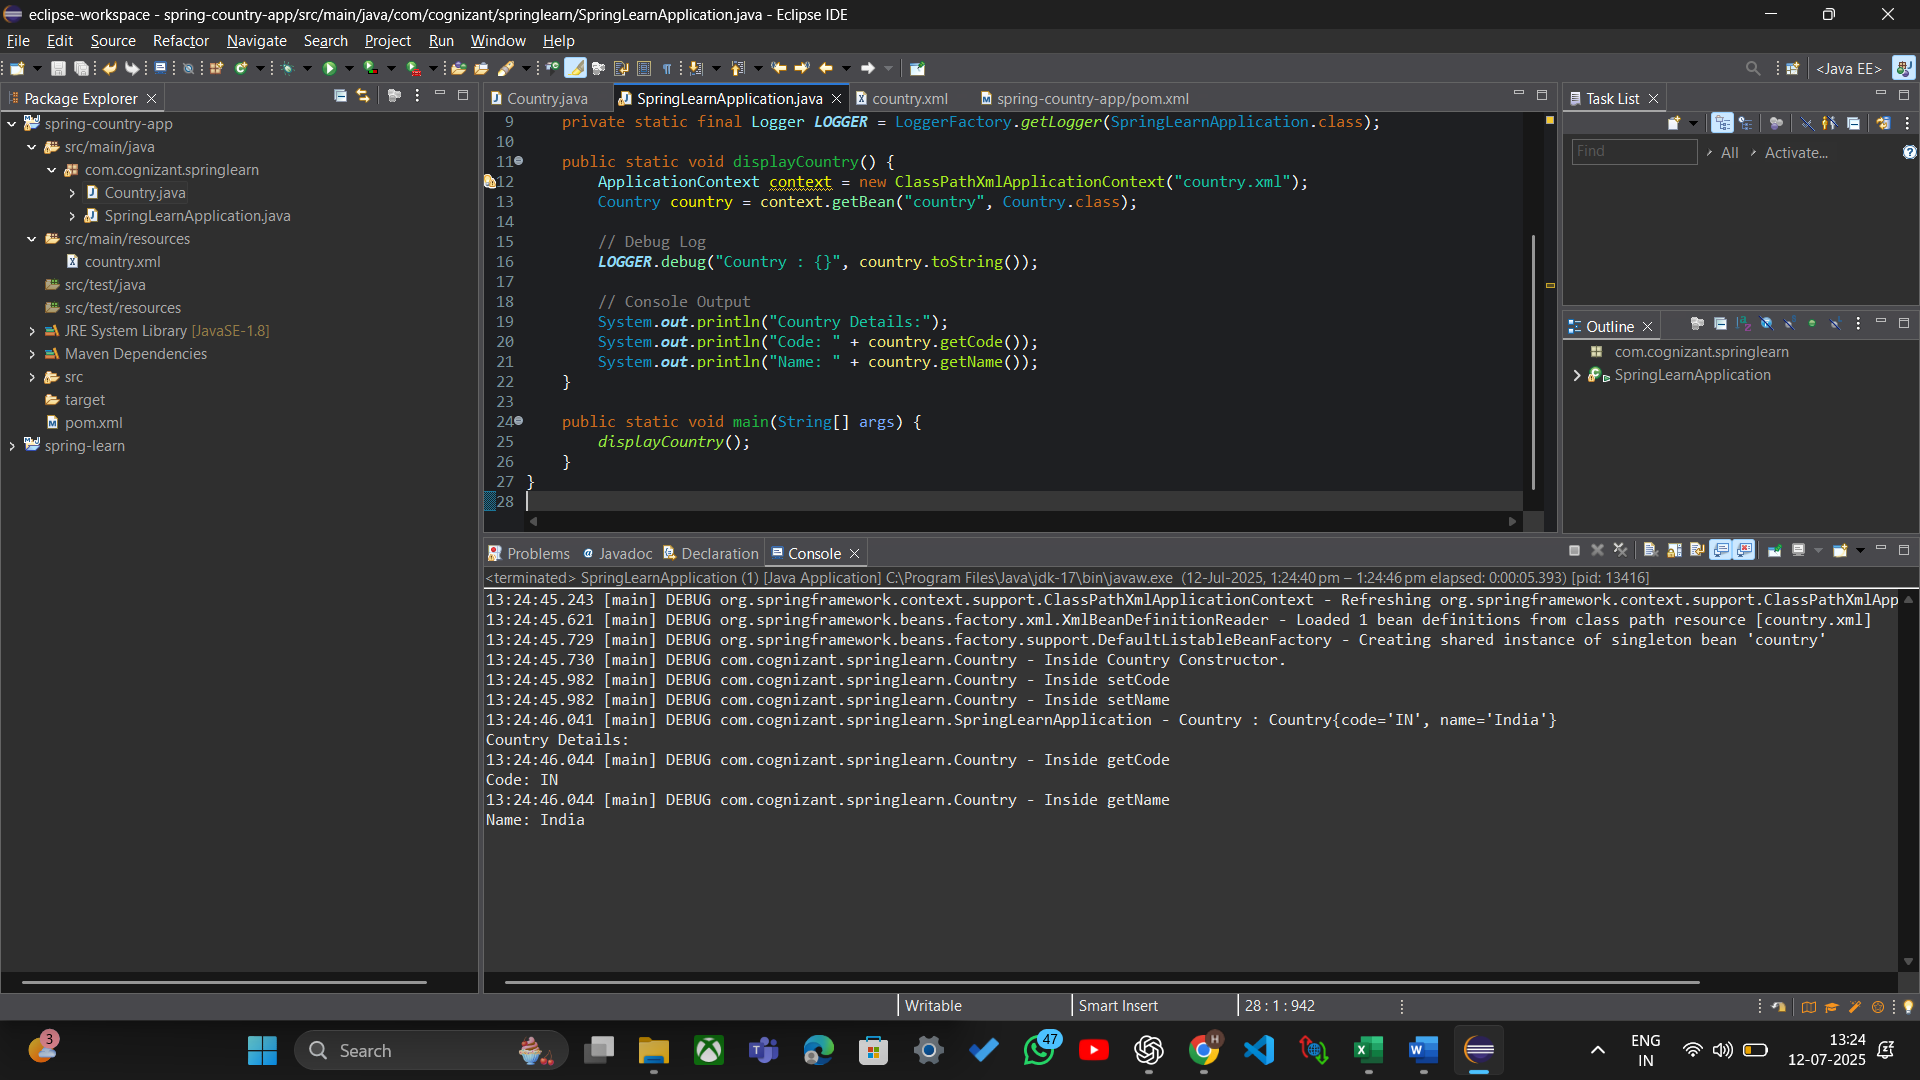 eclipse-workspace - spring-country-app/src/main/java/com/cognizant/springlearn/SpringLearnApplication.java - Eclipse IDE
File Edit Source Refactor Navigate Search Project Run Window Help
<Java EE>
Package Explorer
spring-country-app
src/main/java
com.cognizant.springlearn
Country.java
SpringLearnApplication.java
src/main/resources
country.xml
src/test/java
src/test/resources
JRE System Library [JavaSE-1.8]
Maven Dependencies
src
target
pom.xml
spring-learn
Country.java SpringLearnApplication.java country.xml spring-country-app/pom.xml
9 private static final Logger LOGGER = LoggerFactory.getLogger(SpringLearnApplication.class);
10
11 public static void displayCountry() {
12 ApplicationContext context = new ClassPathXmlApplicationContext("country.xml");
13 Country country = context.getBean("country", Country.class);
14
15 // Debug Log
16 LOGGER.debug("Country : {}", country.toString());
17
18 // Console Output
19 System.out.println("Country Details:");
20 System.out.println("Code: " + country.getCode());
21 System.out.println("Name: " + country.getName());
22 }
23
24 public static void main(String[] args) {
25 displayCountry();
26 }
27 }
28
Task List
Find All Activate...
Outline
com.cognizant.springlearn
SpringLearnApplication
Problems Javadoc Declaration Console
<terminated> SpringLearnApplication (1) [Java Application] C:\Program Files\Java\jdk-17\bin\javaw.exe (12-Jul-2025, 1:24:40 pm – 1:24:46 pm elapsed: 0:00:05.393) [pid: 13416]
13:24:45.243 [main] DEBUG org.springframework.context.support.ClassPathXmlApplicationContext - Refreshing org.springframework.context.support.ClassPathXmlApp
13:24:45.621 [main] DEBUG org.springframework.beans.factory.xml.XmlBeanDefinitionReader - Loaded 1 bean definitions from class path resource [country.xml]
13:24:45.729 [main] DEBUG org.springframework.beans.factory.support.DefaultListableBeanFactory - Creating shared instance of singleton bean 'country'
13:24:45.730 [main] DEBUG com.cognizant.springlearn.Country - Inside Country Constructor.
13:24:45.982 [main] DEBUG com.cognizant.springlearn.Country - Inside setCode
13:24:45.982 [main] DEBUG com.cognizant.springlearn.Country - Inside setName
13:24:46.041 [main] DEBUG com.cognizant.springlearn.SpringLearnApplication - Country : Country{code='IN', name='India'}
Country Details:
13:24:46.044 [main] DEBUG com.cognizant.springlearn.Country - Inside getCode
Code: IN
13:24:46.044 [main] DEBUG com.cognizant.springlearn.Country - Inside getName
Name: India
Writable Smart Insert 28 : 1 : 942
3
Search
47
H
ENG
IN
13:24
12-07-2025